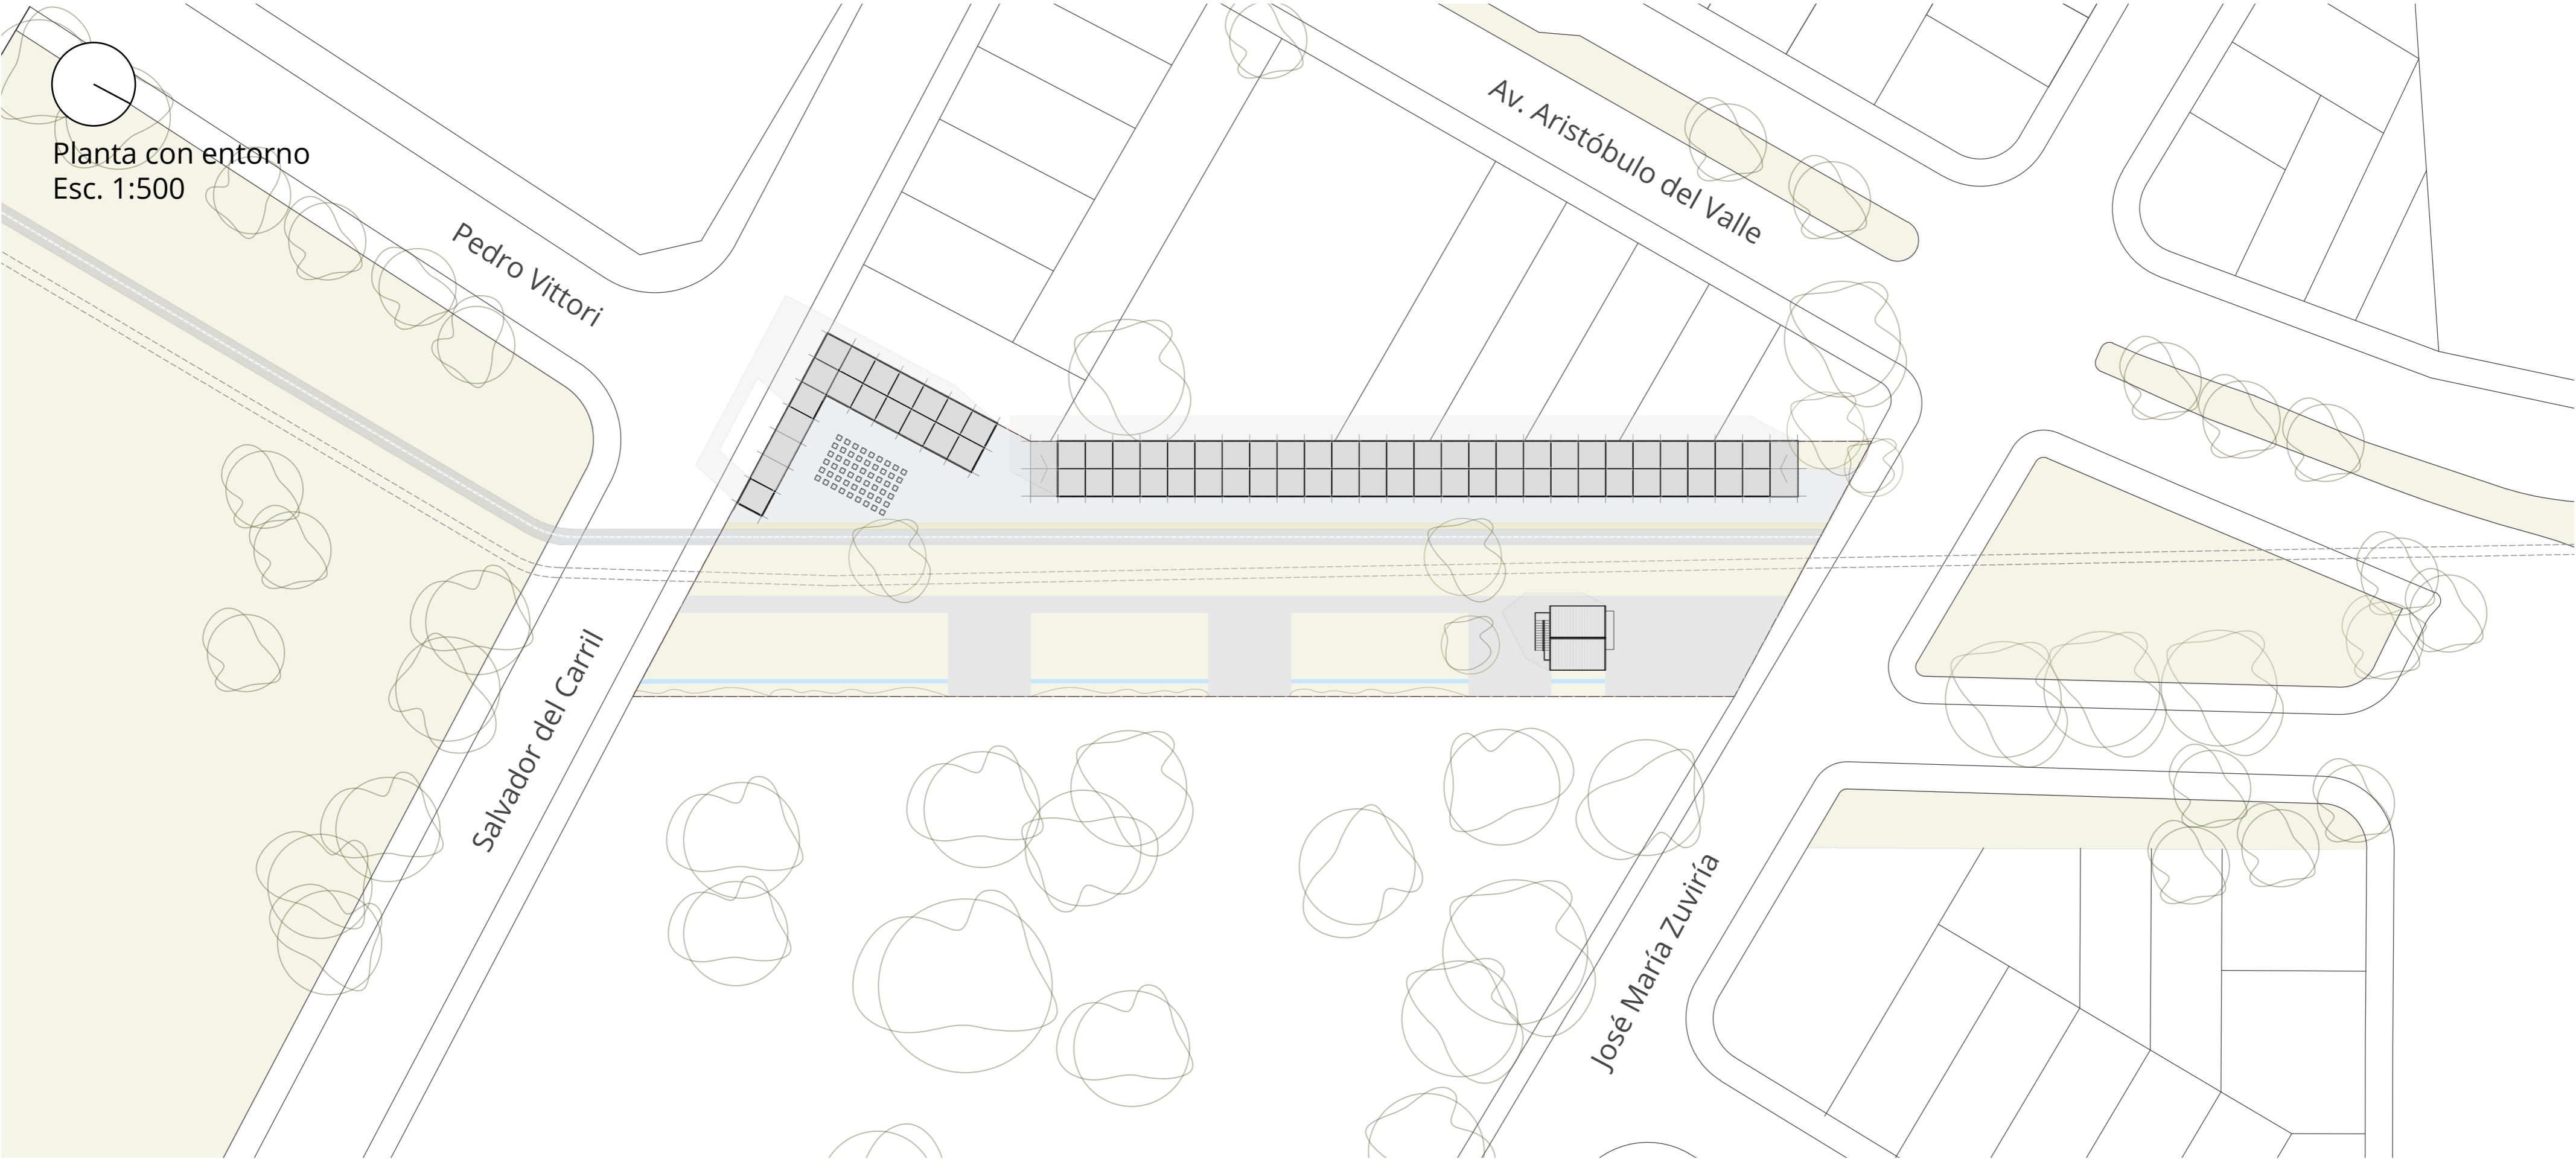 Planta con entorno
Esc. 1:500
Pedro Vittori
Av. Aristóbulo del Valle
Salvador del Carril
José María Zuviría